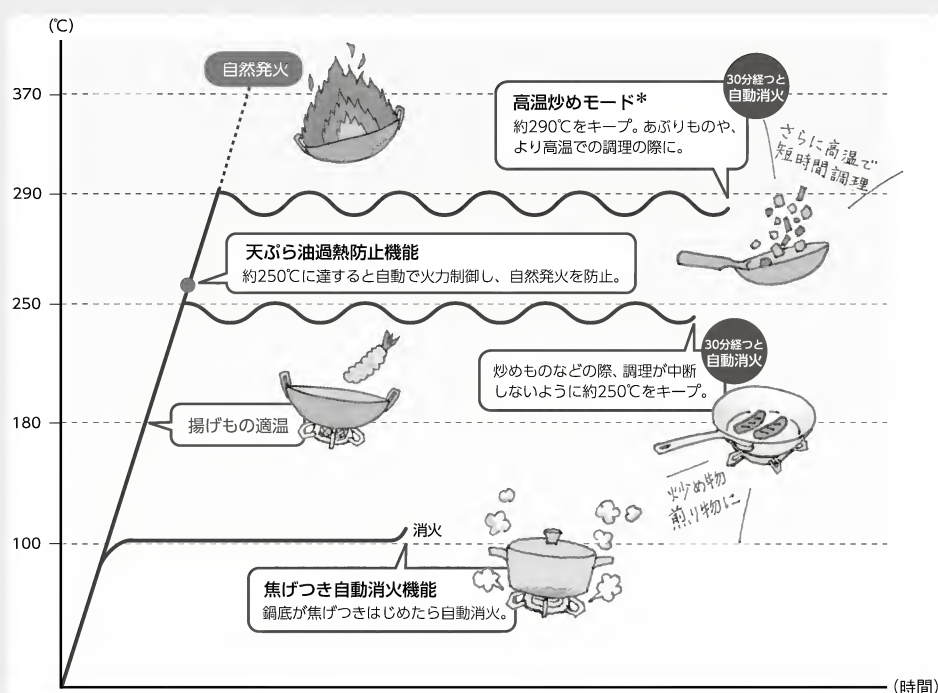 (℃)
自然発火
30分経つと
自動消火
370
高温炒めモード*
約290℃をキープ。あぶりものや、
より高温での調理の際に。
さらに高温で
短時間調理
290
天ぷら油過熱防止機能
約250℃に達すると自動で火力制御し、自然発火を防止。
250
30分経つと
自動消火
炒めものなどの際、調理が中断
しないように約250℃をキープ。
180
揚げもの適温
炒め物
煎り物に
消火
100
焦げつき自動消火機能
鍋底が焦げつきはじめたら自動消火。
(時間)